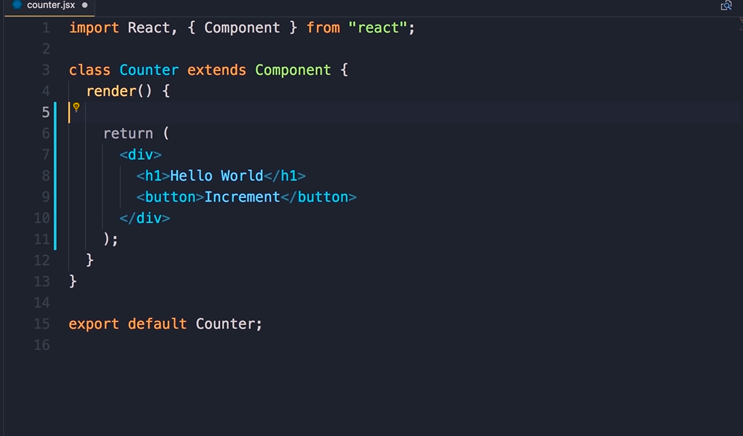 counter.jsx
1 import React, { Component } from "react";
2
3 class Counter extends Component {
4   render() {
5
6     return (
7       <div>
8         <h1>Hello World</h1>
9         <button>Increment</button>
10       </div>
11     );
12   }
13 }
14
15 export default Counter;
16